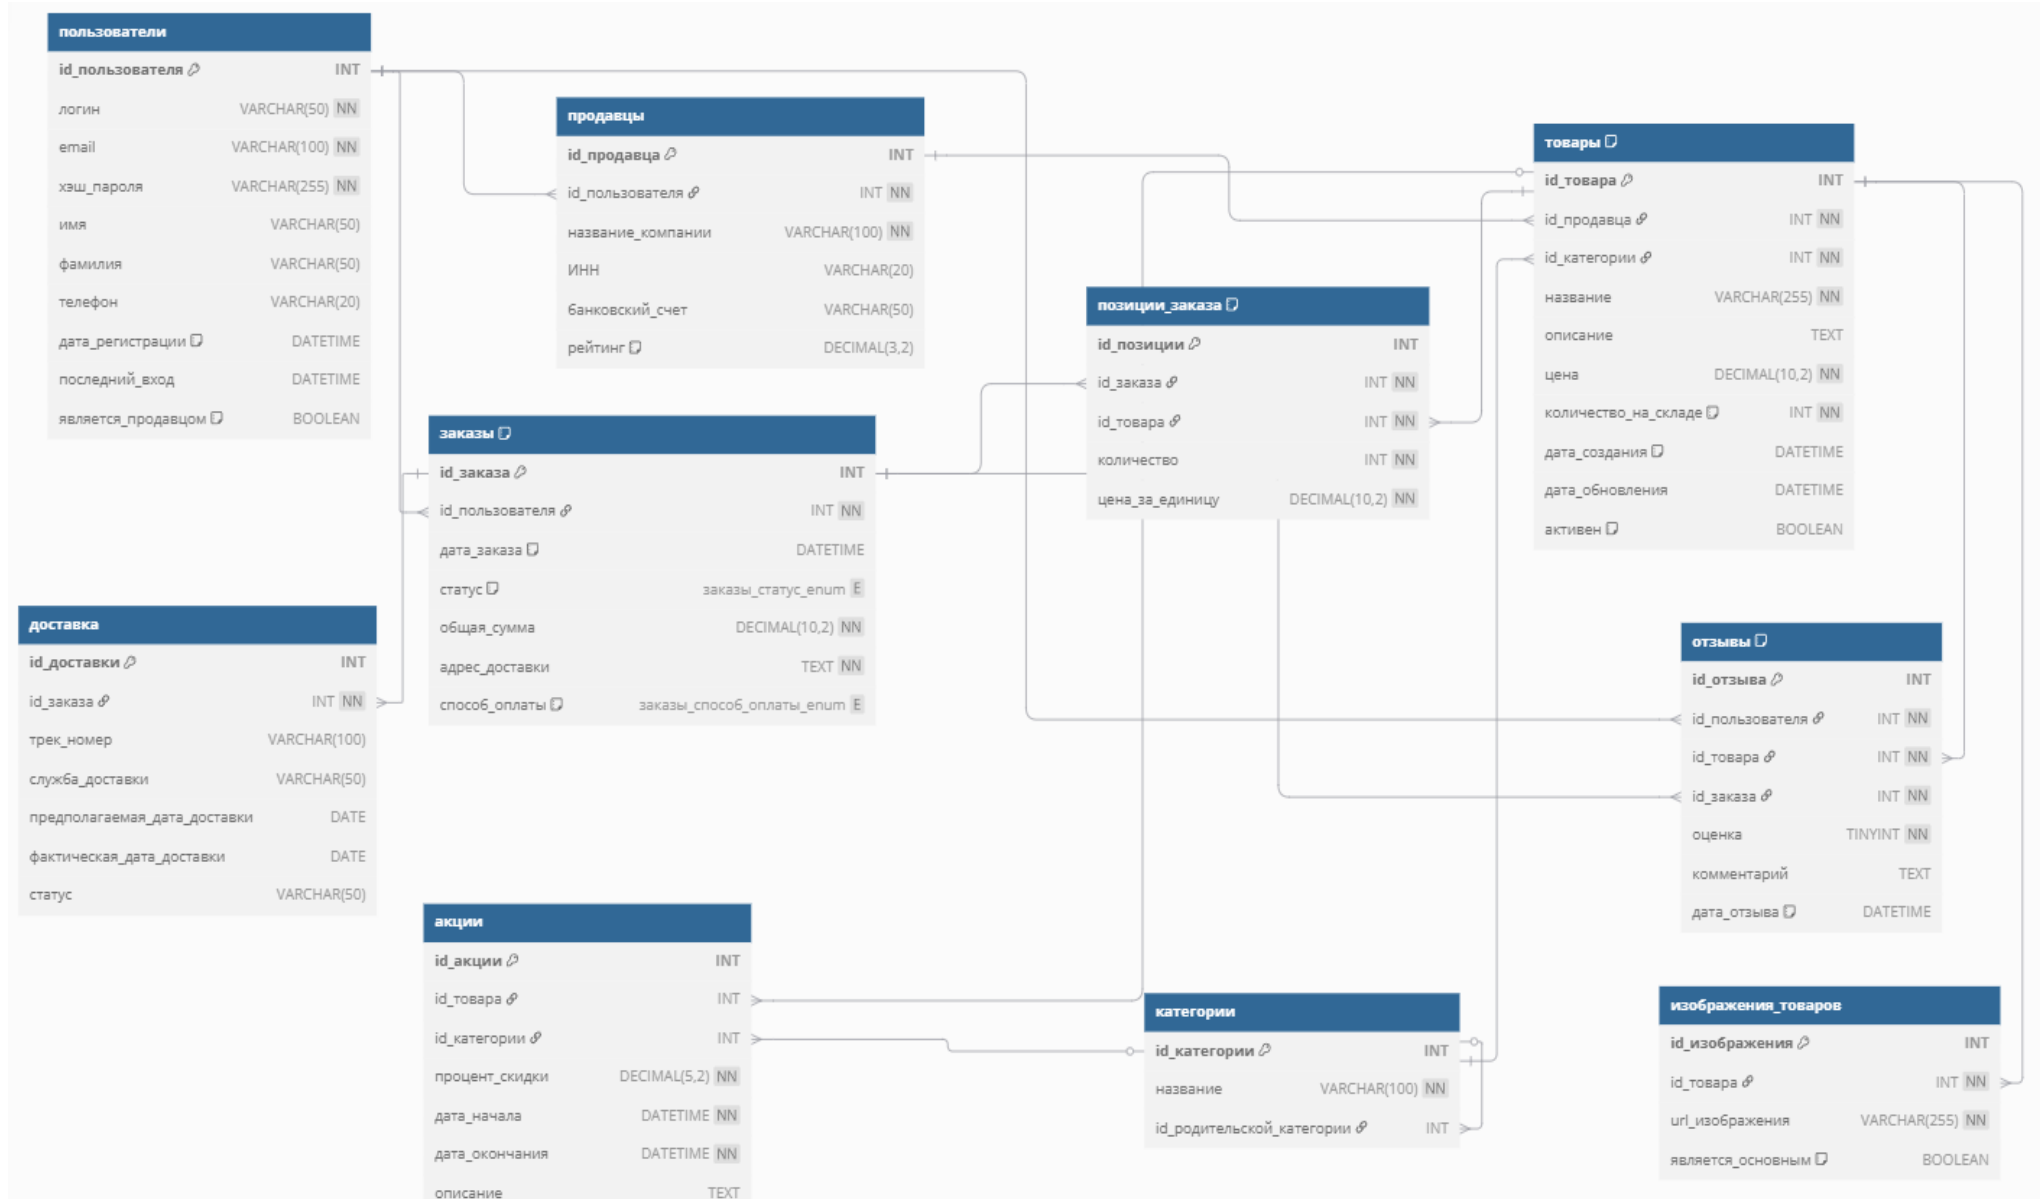 пользователи
id_пользователя INT
логин VARCHAR(50) NN
email VARCHAR(100) NN
хэш_пароля VARCHAR(255) NN
имя VARCHAR(50)
фамилия VARCHAR(50)
телефон VARCHAR(20)
дата_регистрации DATETIME
последний_вход DATETIME
является_продавцом BOOLEAN
продавцы
id_продавца INT
id_пользователя INT NN
название_компании VARCHAR(100) NN
ИНН VARCHAR(20)
банковский_счет VARCHAR(50)
рейтинг DECIMAL(3,2)
товары
id_товара INT
id_продавца INT NN
id_категории INT NN
название VARCHAR(255) NN
описание TEXT
цена DECIMAL(10,2) NN
количество_на_складе INT NN
дата_создания DATETIME
дата_обновления DATETIME
активен BOOLEAN
позиции_заказа
id_позиции INT
id_заказа INT NN
id_товара INT NN
количество INT NN
цена_за_единицу DECIMAL(10,2) NN
заказы
id_заказа INT
id_пользователя INT NN
дата_заказа DATETIME
статус заказы_статус_enum E
общая_сумма DECIMAL(10,2) NN
адрес_доставки TEXT NN
способ_оплаты заказы_способ_оплаты_enum E
доставка
id_доставки INT
id_заказа INT NN
трек_номер VARCHAR(100)
служба_доставки VARCHAR(50)
предполагаемая_дата_доставки DATE
фактическая_дата_доставки DATE
статус VARCHAR(50)
отзывы
id_отзыва INT
id_пользователя INT NN
id_товара INT NN
id_заказа INT NN
оценка TINYINT NN
комментарий TEXT
дата_отзыва DATETIME
акции
id_акции INT
id_товара INT
id_категории INT
процент_скидки DECIMAL(5,2) NN
дата_начала DATETIME NN
дата_окончания DATETIME NN
описание TEXT
категории
id_категории INT
название VARCHAR(100) NN
id_родительской_категории INT
изображения_товаров
id_изображения INT
id_товара INT NN
url_изображения VARCHAR(255) NN
является_основным BOOLEAN